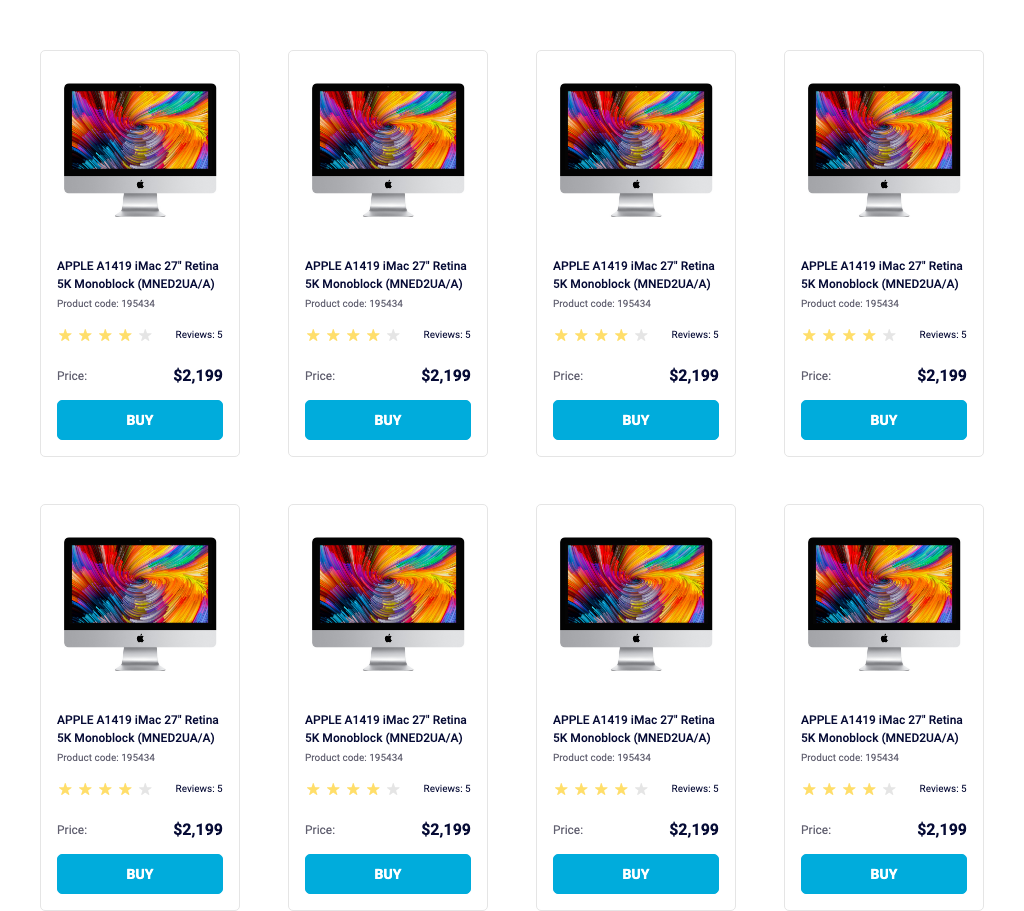 APPLE A1419 iMac 27" Retina
5K Monoblock (MNED2UA/A)
Product code: 195434
Reviews: 5
Price: $2,199
BUY
APPLE A1419 iMac 27" Retina
5K Monoblock (MNED2UA/A)
Product code: 195434
Reviews: 5
Price: $2,199
BUY
APPLE A1419 iMac 27" Retina
5K Monoblock (MNED2UA/A)
Product code: 195434
Reviews: 5
Price: $2,199
BUY
APPLE A1419 iMac 27" Retina
5K Monoblock (MNED2UA/A)
Product code: 195434
Reviews: 5
Price: $2,199
BUY
APPLE A1419 iMac 27" Retina
5K Monoblock (MNED2UA/A)
Product code: 195434
Reviews: 5
Price: $2,199
BUY
APPLE A1419 iMac 27" Retina
5K Monoblock (MNED2UA/A)
Product code: 195434
Reviews: 5
Price: $2,199
BUY
APPLE A1419 iMac 27" Retina
5K Monoblock (MNED2UA/A)
Product code: 195434
Reviews: 5
Price: $2,199
BUY
APPLE A1419 iMac 27" Retina
5K Monoblock (MNED2UA/A)
Product code: 195434
Reviews: 5
Price: $2,199
BUY